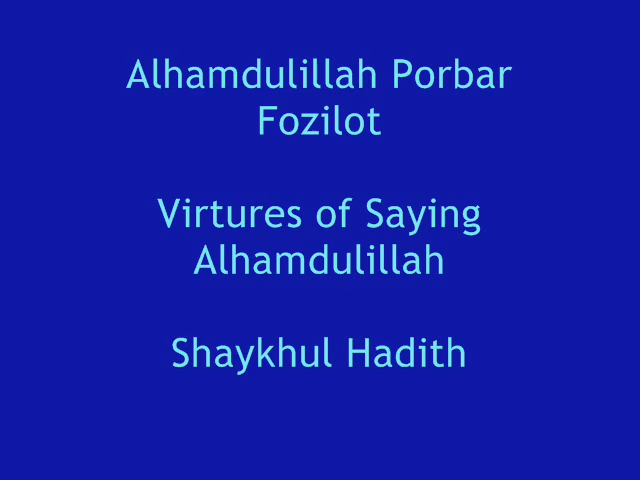 Alhamdulillah Porbar
Fozilot
Virtures of Saying
Alhamdulillah
Shaykhul Hadith